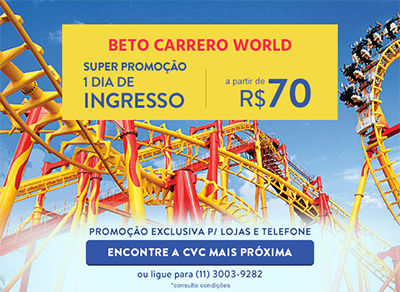 BETO CARRERO WORLD
SUPER PROMOÇÃO
1 DIA DE
INGRESSO
a partir de
R$70
PROMOÇÃO EXCLUSIVA P/ LOJAS E TELEFONE
ENCONTRE A CVC MAIS PRÓXIMA
ou ligue para (11) 3003-9282
*consulte condições